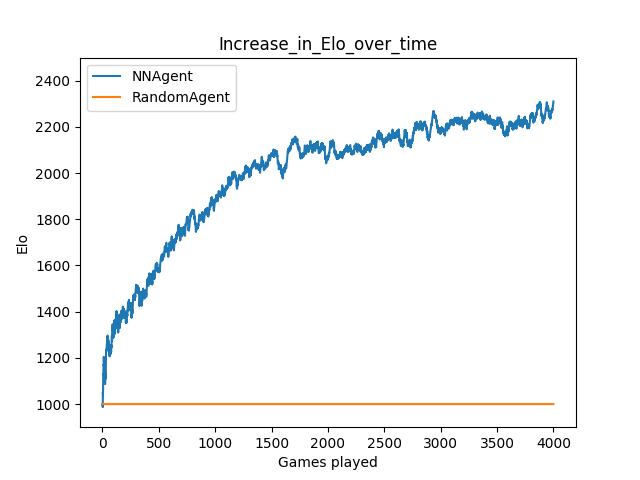 Increase_in_Elo_over_time
NNAgent
RandomAgent
2400
2200
2000
1800
1600
1400
1200
1000
Elo
0 500 1000 1500 2000 2500 3000 3500 4000
Games played